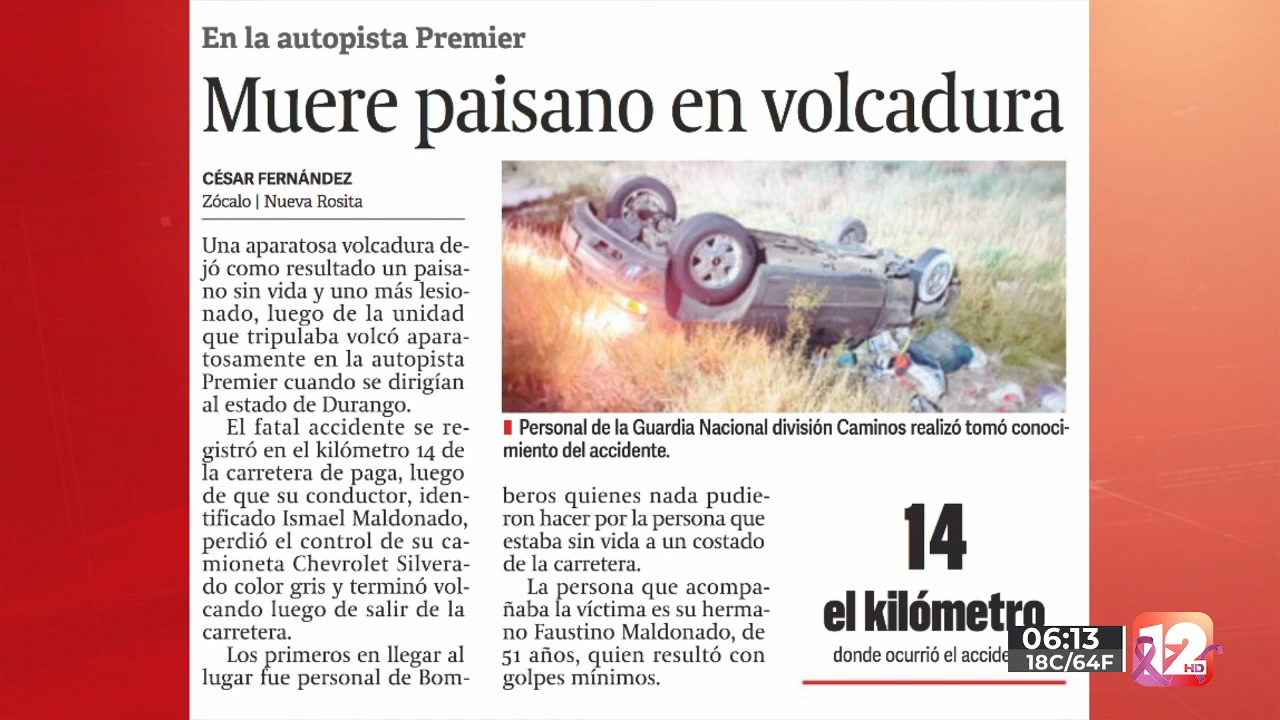 En la autopista Premier
Muere paisano en volcadura
CÉSAR FERNÁNDEZ
Zócalo | Nueva Rosita
Una aparatosa volcadura de-
jó como resultado un paisa-
no sin vida y uno más lesio-
nado, luego de la unidad
que tripulaba volcó apara-
tosamente en la autopista
Premier cuando se dirigían
al estado de Durango.
El fatal accidente se re-
gistró en el kilómetro 14 de
la carretera de paga, luego
de que su conductor, iden-
tificado Ismael Maldonado,
perdió el control de su ca-
mioneta Chevrolet Silvera-
do color gris y terminó vol-
cando luego de salir de la
carretera.
Los primeros en llegar al
lugar fue personal de Bom-
Personal de la Guardia Nacional división Caminos realizó tomó conoci-
miento del accidente.
beros quienes nada pudie-
ron hacer por la persona que
estaba sin vida a un costado
de la carretera.
La persona que acompa-
ñaba la víctima es su herma-
no Faustino Maldonado, de
51 años, quien resultó con
golpes mínimos.
14
el kilómetro
donde ocurrió el accide
06:13
18C/64F
12
HD